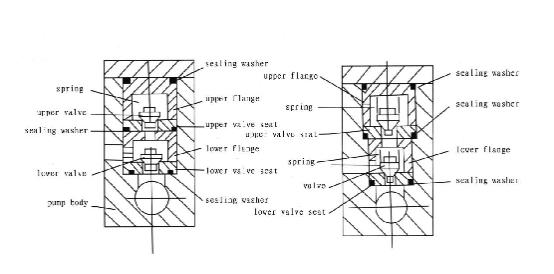 sealing washer
spring
upper flange
upper valve
upper valve seat
sealing washer
lower flange
lower valve
lower valve seat
sealing washer
pump body
upper flange
sealing washer
spring
sealing washer
upper valve seat
lower flange
spring
valve
sealing washer
lower valve seat